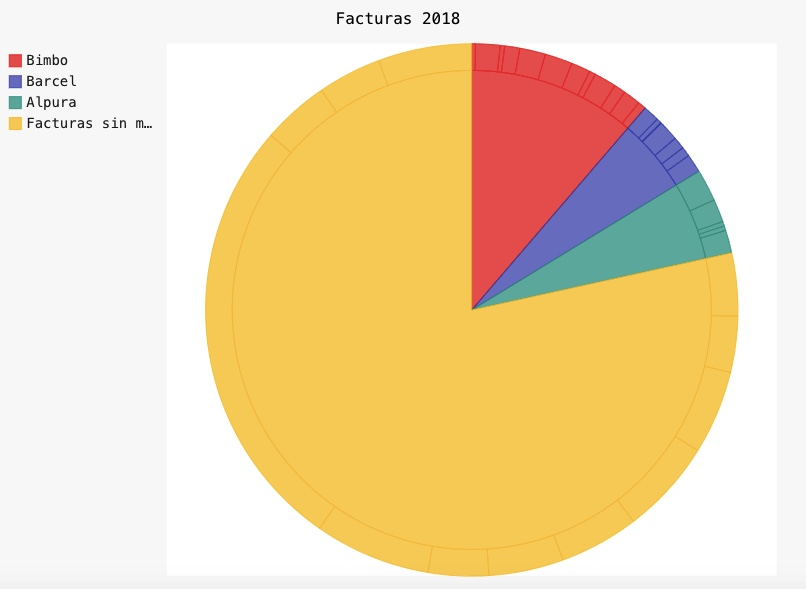 Facturas 2018
Bimbo
Barcel
Alpura
Facturas sin m…